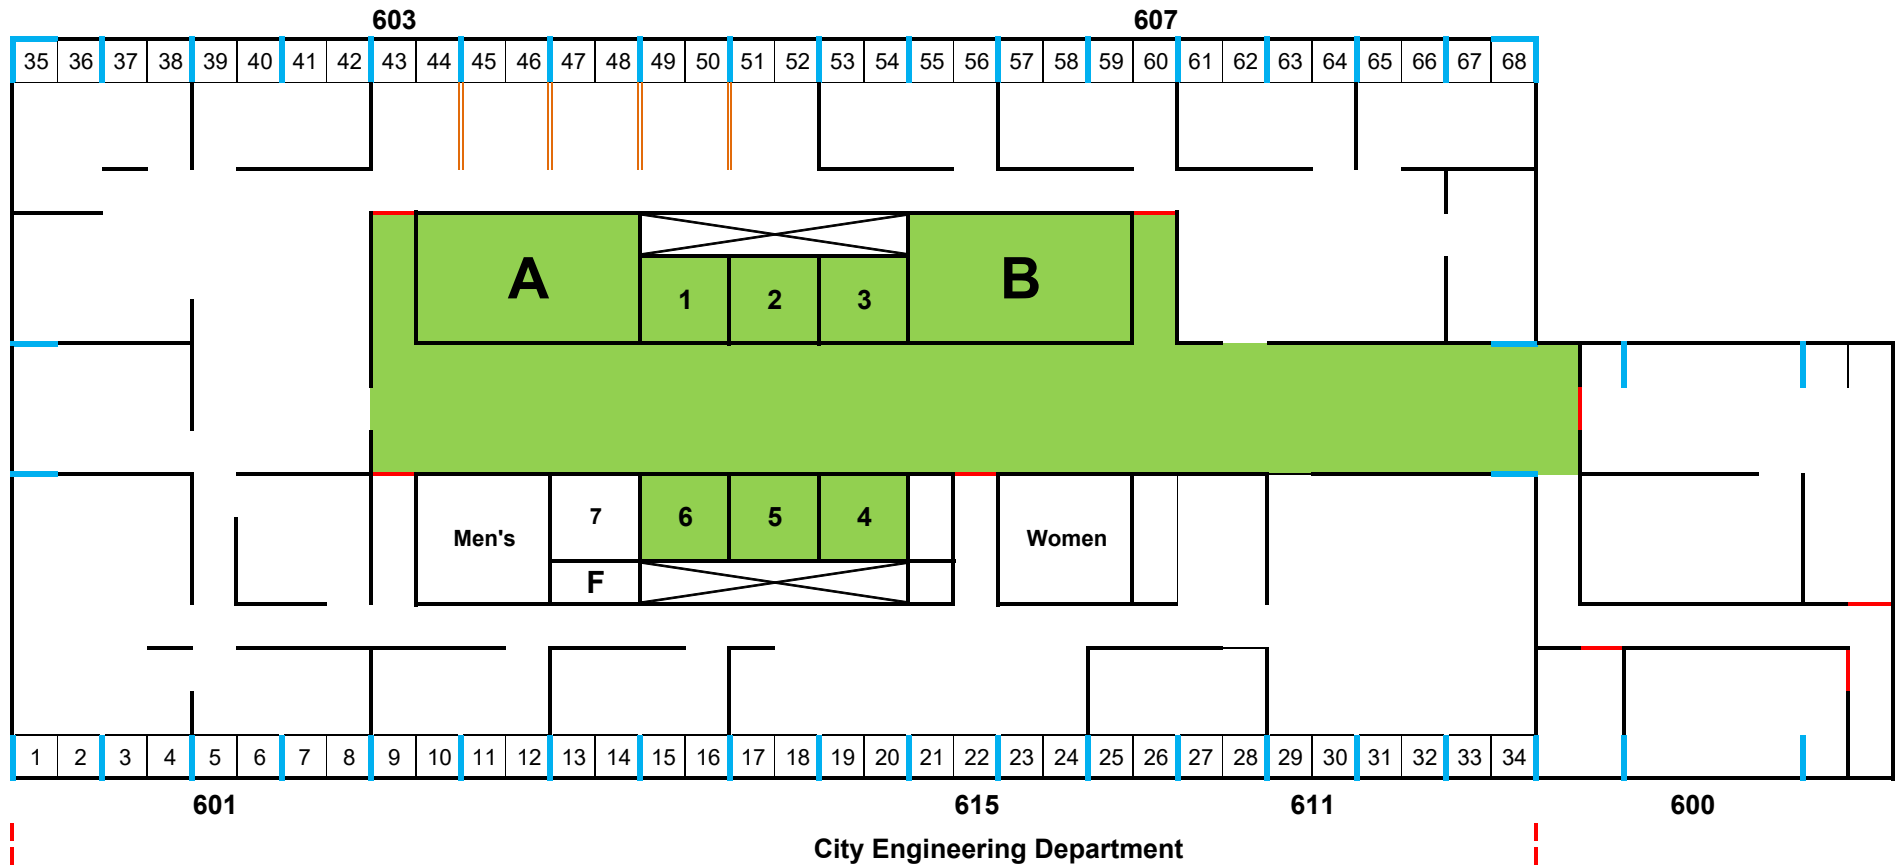 603 607
35 36 37 38 39 40 41 42 43 44 45 46 47 48 49 50 51 52 53 54 55 56 57 58 59 60 61 62 63 64 65 66 67 68
A B
1 2 3
7 6 5 4
Men's Women
F
1 2 3 4 5 6 7 8 9 10 11 12 13 14 15 16 17 18 19 20 21 22 23 24 25 26 27 28 29 30 31 32 33 34
601 615 611 600
City Engineering Department